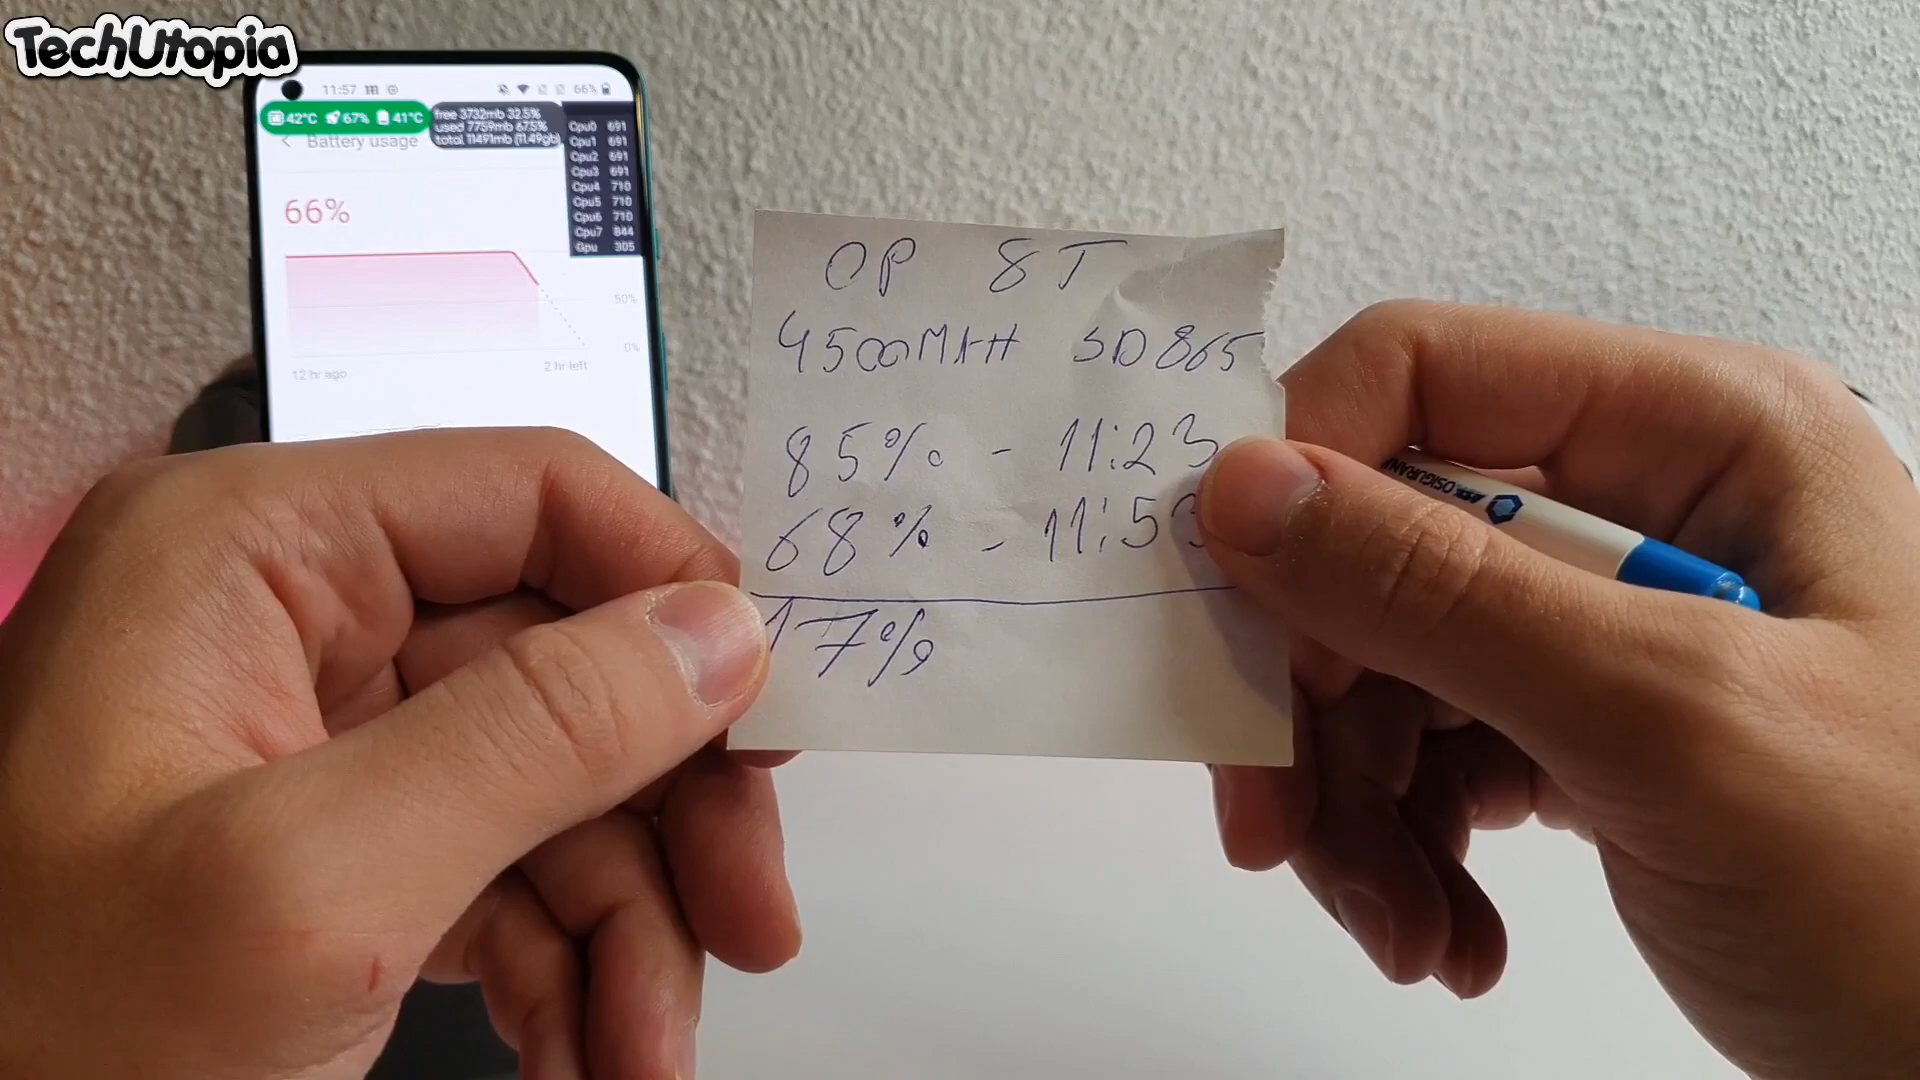 TechUtopia
11:57 66%
42°C 67% 41°C
free 3732mb 32.5%
used 7759mb 67.5%
total 11491mb (11.49gb)
Cpu0 691
Cpu1 691
Cpu2 691
Cpu3 691
Cpu4 710
Cpu5 710
Cpu6 710
Cpu7 844
Gpu 305
Battery usage
66%
50%
0%
12 hr ago 2 hr left
OP 8T
4500MAH SD865
85% - 11:23
68% - 11:53
17%
OSIGURANJ